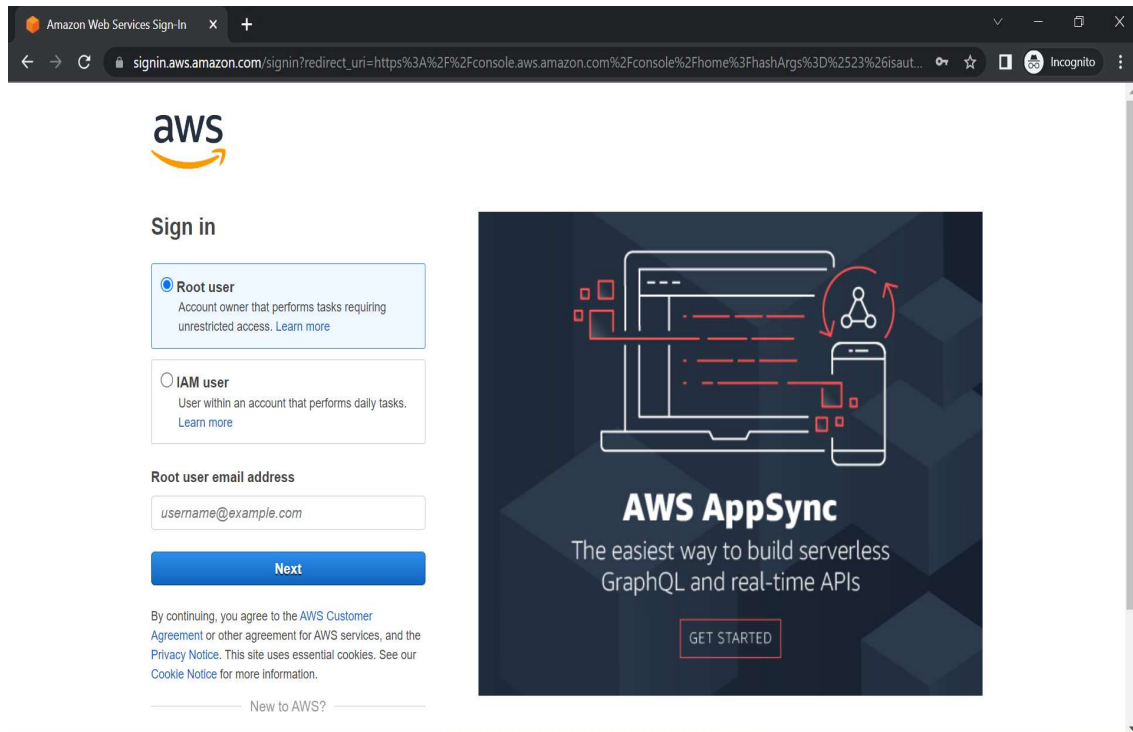 Amazon Web Services Sign-In
signin.aws.amazon.com/signin?redirect_uri=https%3A%2F%2Fconsole.aws.amazon.com%2Fconsole%2Fhome%3FhashArgs%3D%2523%26isaut...
Incognito
aws
Sign in
Root user
Account owner that performs tasks requiring
unrestricted access. Learn more
IAM user
User within an account that performs daily tasks.
Learn more
Root user email address
username@example.com
Next
By continuing, you agree to the AWS Customer
Agreement or other agreement for AWS services, and the
Privacy Notice. This site uses essential cookies. See our
Cookie Notice for more information.
New to AWS?
AWS AppSync
The easiest way to build serverless
GraphQL and real-time APIs
GET STARTED